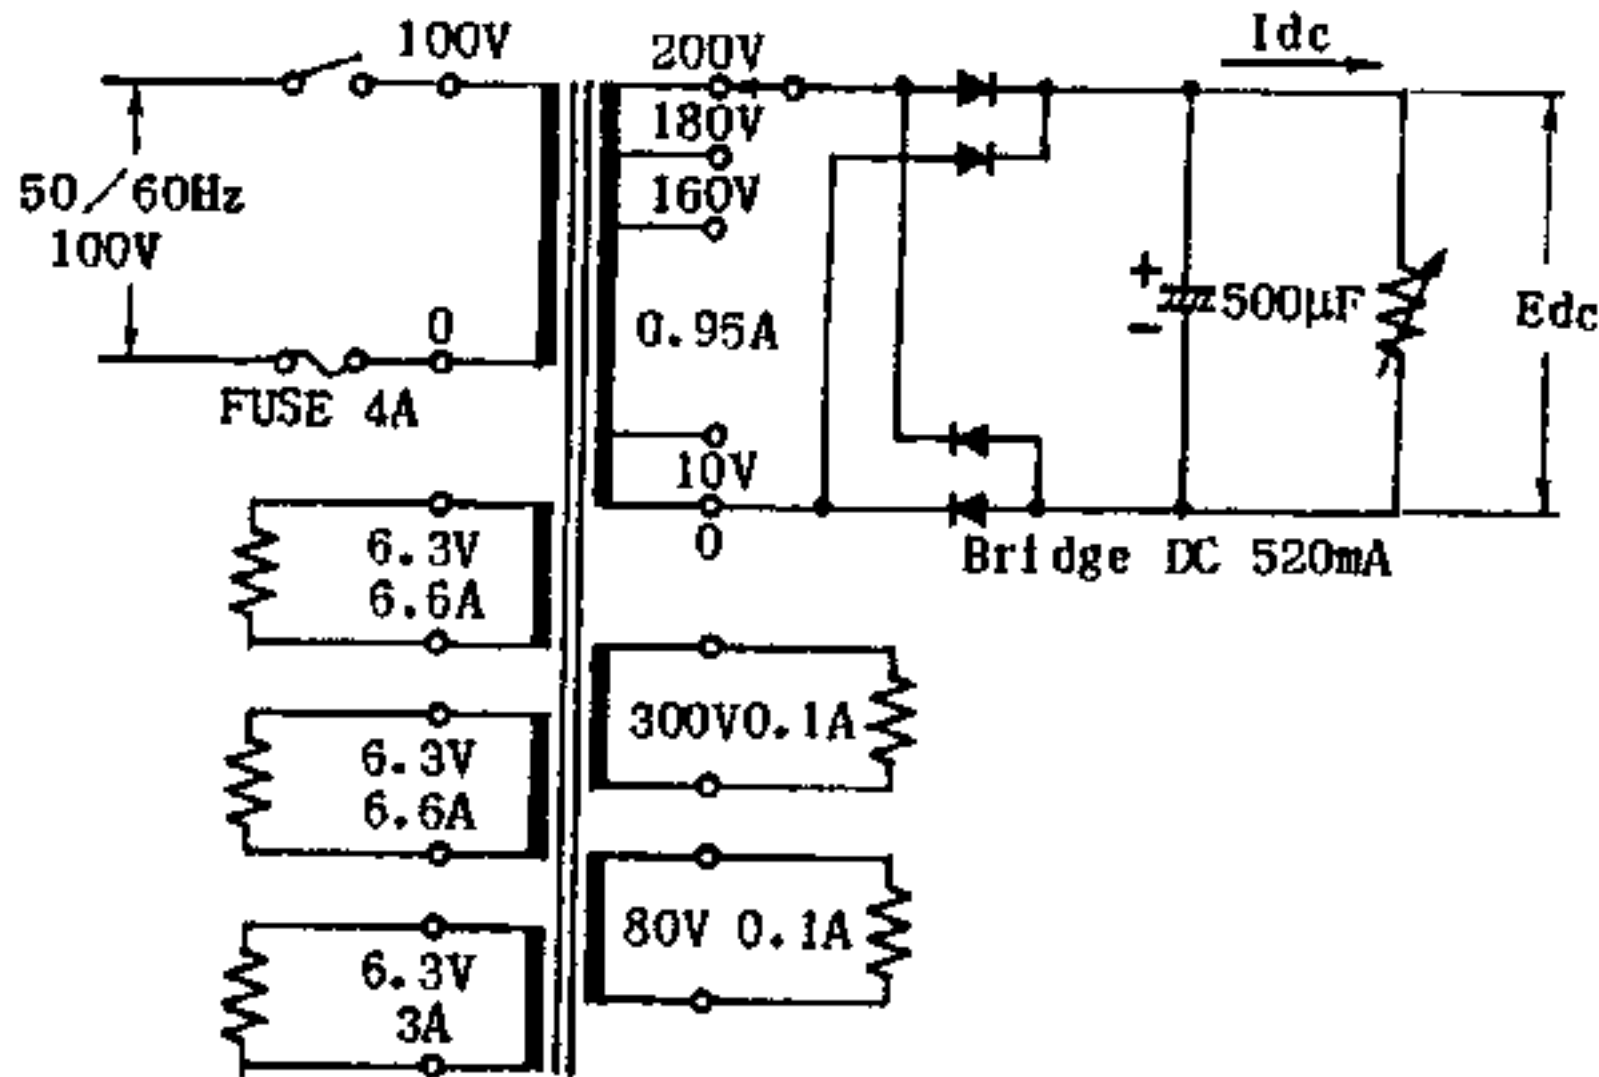 100V
50/60Hz
100V
0
FUSE 4A
6.3V
6.6A
6.3V
6.6A
6.3V
3A
200V
180V
160V
0.95A
10V
0
300V0.1A
80V 0.1A
Idc
+
500μF
−
Edc
Bridge DC 520mA